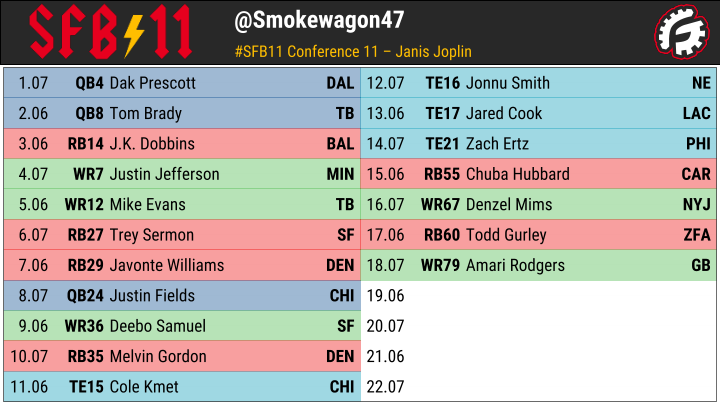 SFB⚡11
@Smokewagon47
#SFB11 Conference 11 – Janis Joplin
1.07 QB4 Dak Prescott DAL
2.06 QB8 Tom Brady TB
3.06 RB14 J.K. Dobbins BAL
4.07 WR7 Justin Jefferson MIN
5.06 WR12 Mike Evans TB
6.07 RB27 Trey Sermon SF
7.06 RB29 Javonte Williams DEN
8.07 QB24 Justin Fields CHI
9.06 WR36 Deebo Samuel SF
10.07 RB35 Melvin Gordon DEN
11.06 TE15 Cole Kmet CHI
12.07 TE16 Jonnu Smith NE
13.06 TE17 Jared Cook LAC
14.07 TE21 Zach Ertz PHI
15.06 RB55 Chuba Hubbard CAR
16.07 WR67 Denzel Mims NYJ
17.06 RB60 Todd Gurley ZFA
18.07 WR79 Amari Rodgers GB
19.06
20.07
21.06
22.07